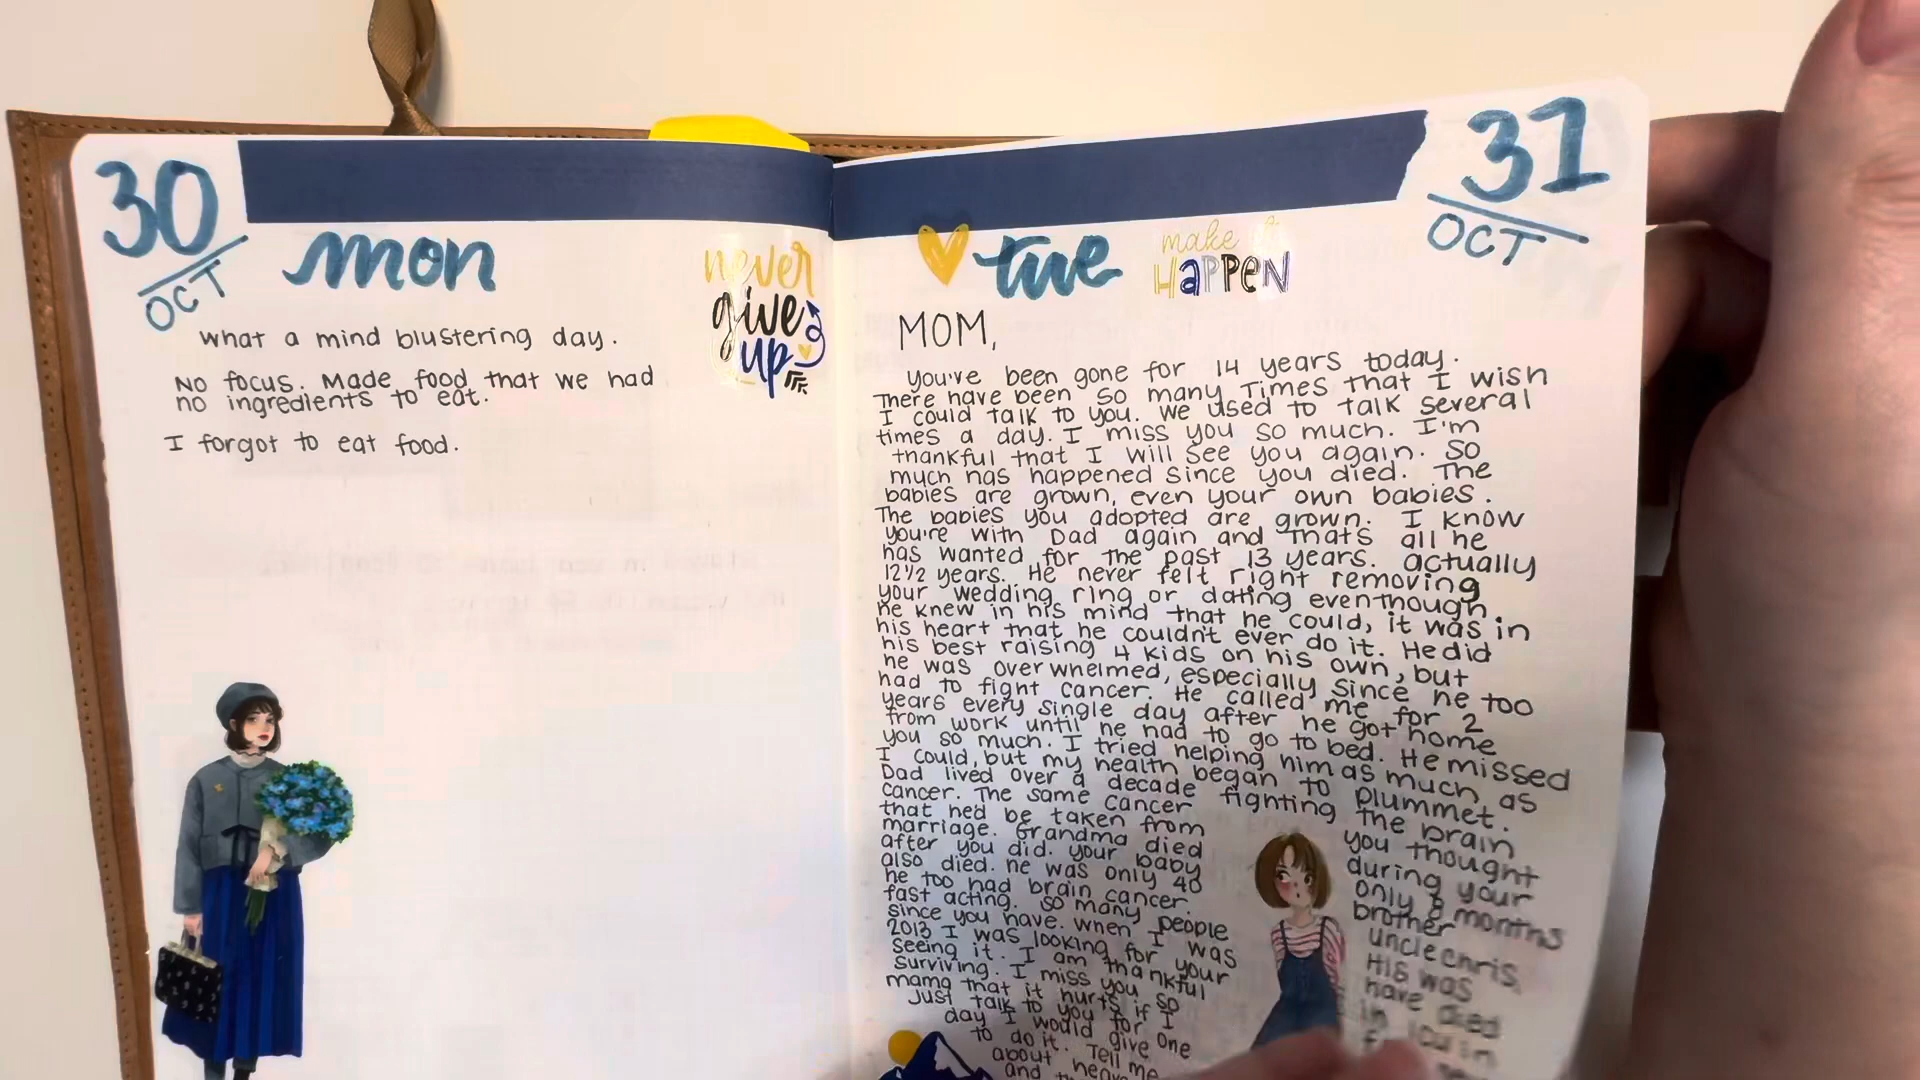 30
OCT
mon
never
give
up
what a mind blustering day.
No focus. Made food that we had
no ingredients to eat.
I forgot to eat food.
31
OCT
tue
make it
HAPPEN
MOM,
you've been gone for 14 years today.
There have been so many times that I wish
I could talk to you. We used to talk several
times a day. I miss you so much. I'm
thankful that I will see you again. So
much has happened since you died. The
babies are grown, even your own babies.
The babies you adopted are grown. I know
you're with Dad again and that's all he
has wanted for the past 13 years. actually
12½ years. He never felt right removing
your wedding ring or dating eventhough
he knew in his mind that he could, it was in
his heart that he couldn't ever do it. He did
his best raising 4 kids on his own, but
he was overwhelmed, especially since he too
had to fight cancer. He called me for 2
years every single day after he got home
from work until he had to go to bed. He missed
you so much. I tried helping him as much as
I could, but my health began to plummet.
Dad lived over a decade fighting the brain
cancer. The same cancer you thought
that hed be taken from during your
marriage. Grandma died only 8 months
after you did. your baby brother
also died. he was only 40 uncle chris.
he too had brain cancer. His was
fast acting. so many people have died
since you have. when I was in
2013 I was looking for your
seeing it. I am thankful
surviving. I miss you so
mama that it hurts if I
just talk to you for
day I would give one
to do it. Tell me
about
and